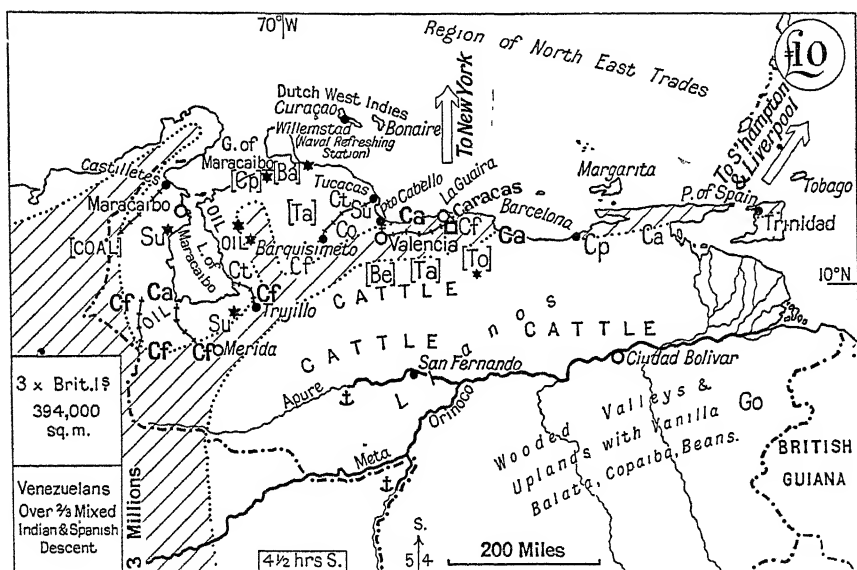 70° W
Region of North East Trades
£10
To New York
To S'hampton
& Liverpool
Dutch West Indies
Curaçao
Bonaire
Willemstad
(Naval Refreshing
Station)
G. of
Maracaibo
Castilletes
[Cp]
[Ba]
Tucacas
Pto Cabello
La Guaira
Margarita
P. of Spain
Tobago
Maracaibo
OIL
[Ta]
Ct.
Su
Ca
Caracas
Barcelona
Trinidad
[COAL]
Su
L. of
Maracaibo
OIL
Barquisimeto
Co
Valencia
Cf
Ca
Cp
Ca
Ct.
Cf
[Be]
[Ta]
[To]
10°N
Cf
Ca
Cf
CATTLE
OIL
Su
Trujillo
Llanos
CATTLE
CATTLE
Cf
Cf
Merida
San Fernando
Ciudad Bolivar
3 x Brit. Is
394,000
sq. m.
Apure
Orinoco
Wooded Valleys &
Uplands with Vanilla
Balata, Copaiba, Beans.
Go
BRITISH
GUIANA
Meta
Venezuelans
Over ⅔ Mixed
Indian & Spanish
Descent
3 Millions
4½ hrs S.
S.
5 4
200 Miles